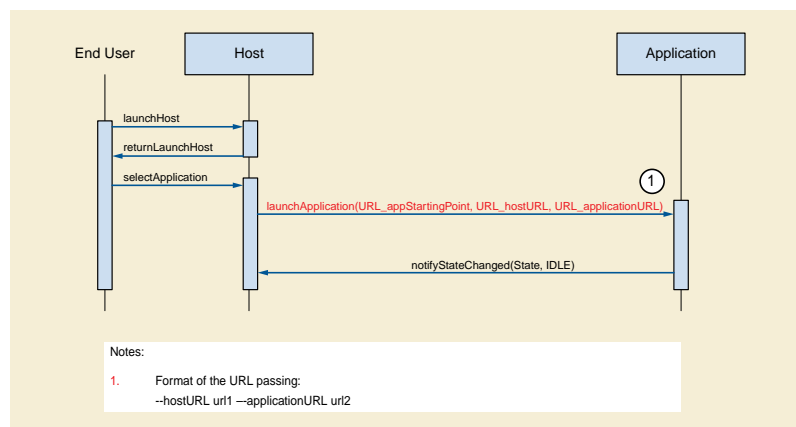 End User
Host
Application
launchHost
returnLaunchHost
selectApplication
1
launchApplication(URL_appStartingPoint, URL_hostURL, URL_applicationURL)
notifyStateChanged(State, IDLE)
Notes:
1. Format of the URL passing:
--hostURL url1 –-applicationURL url2